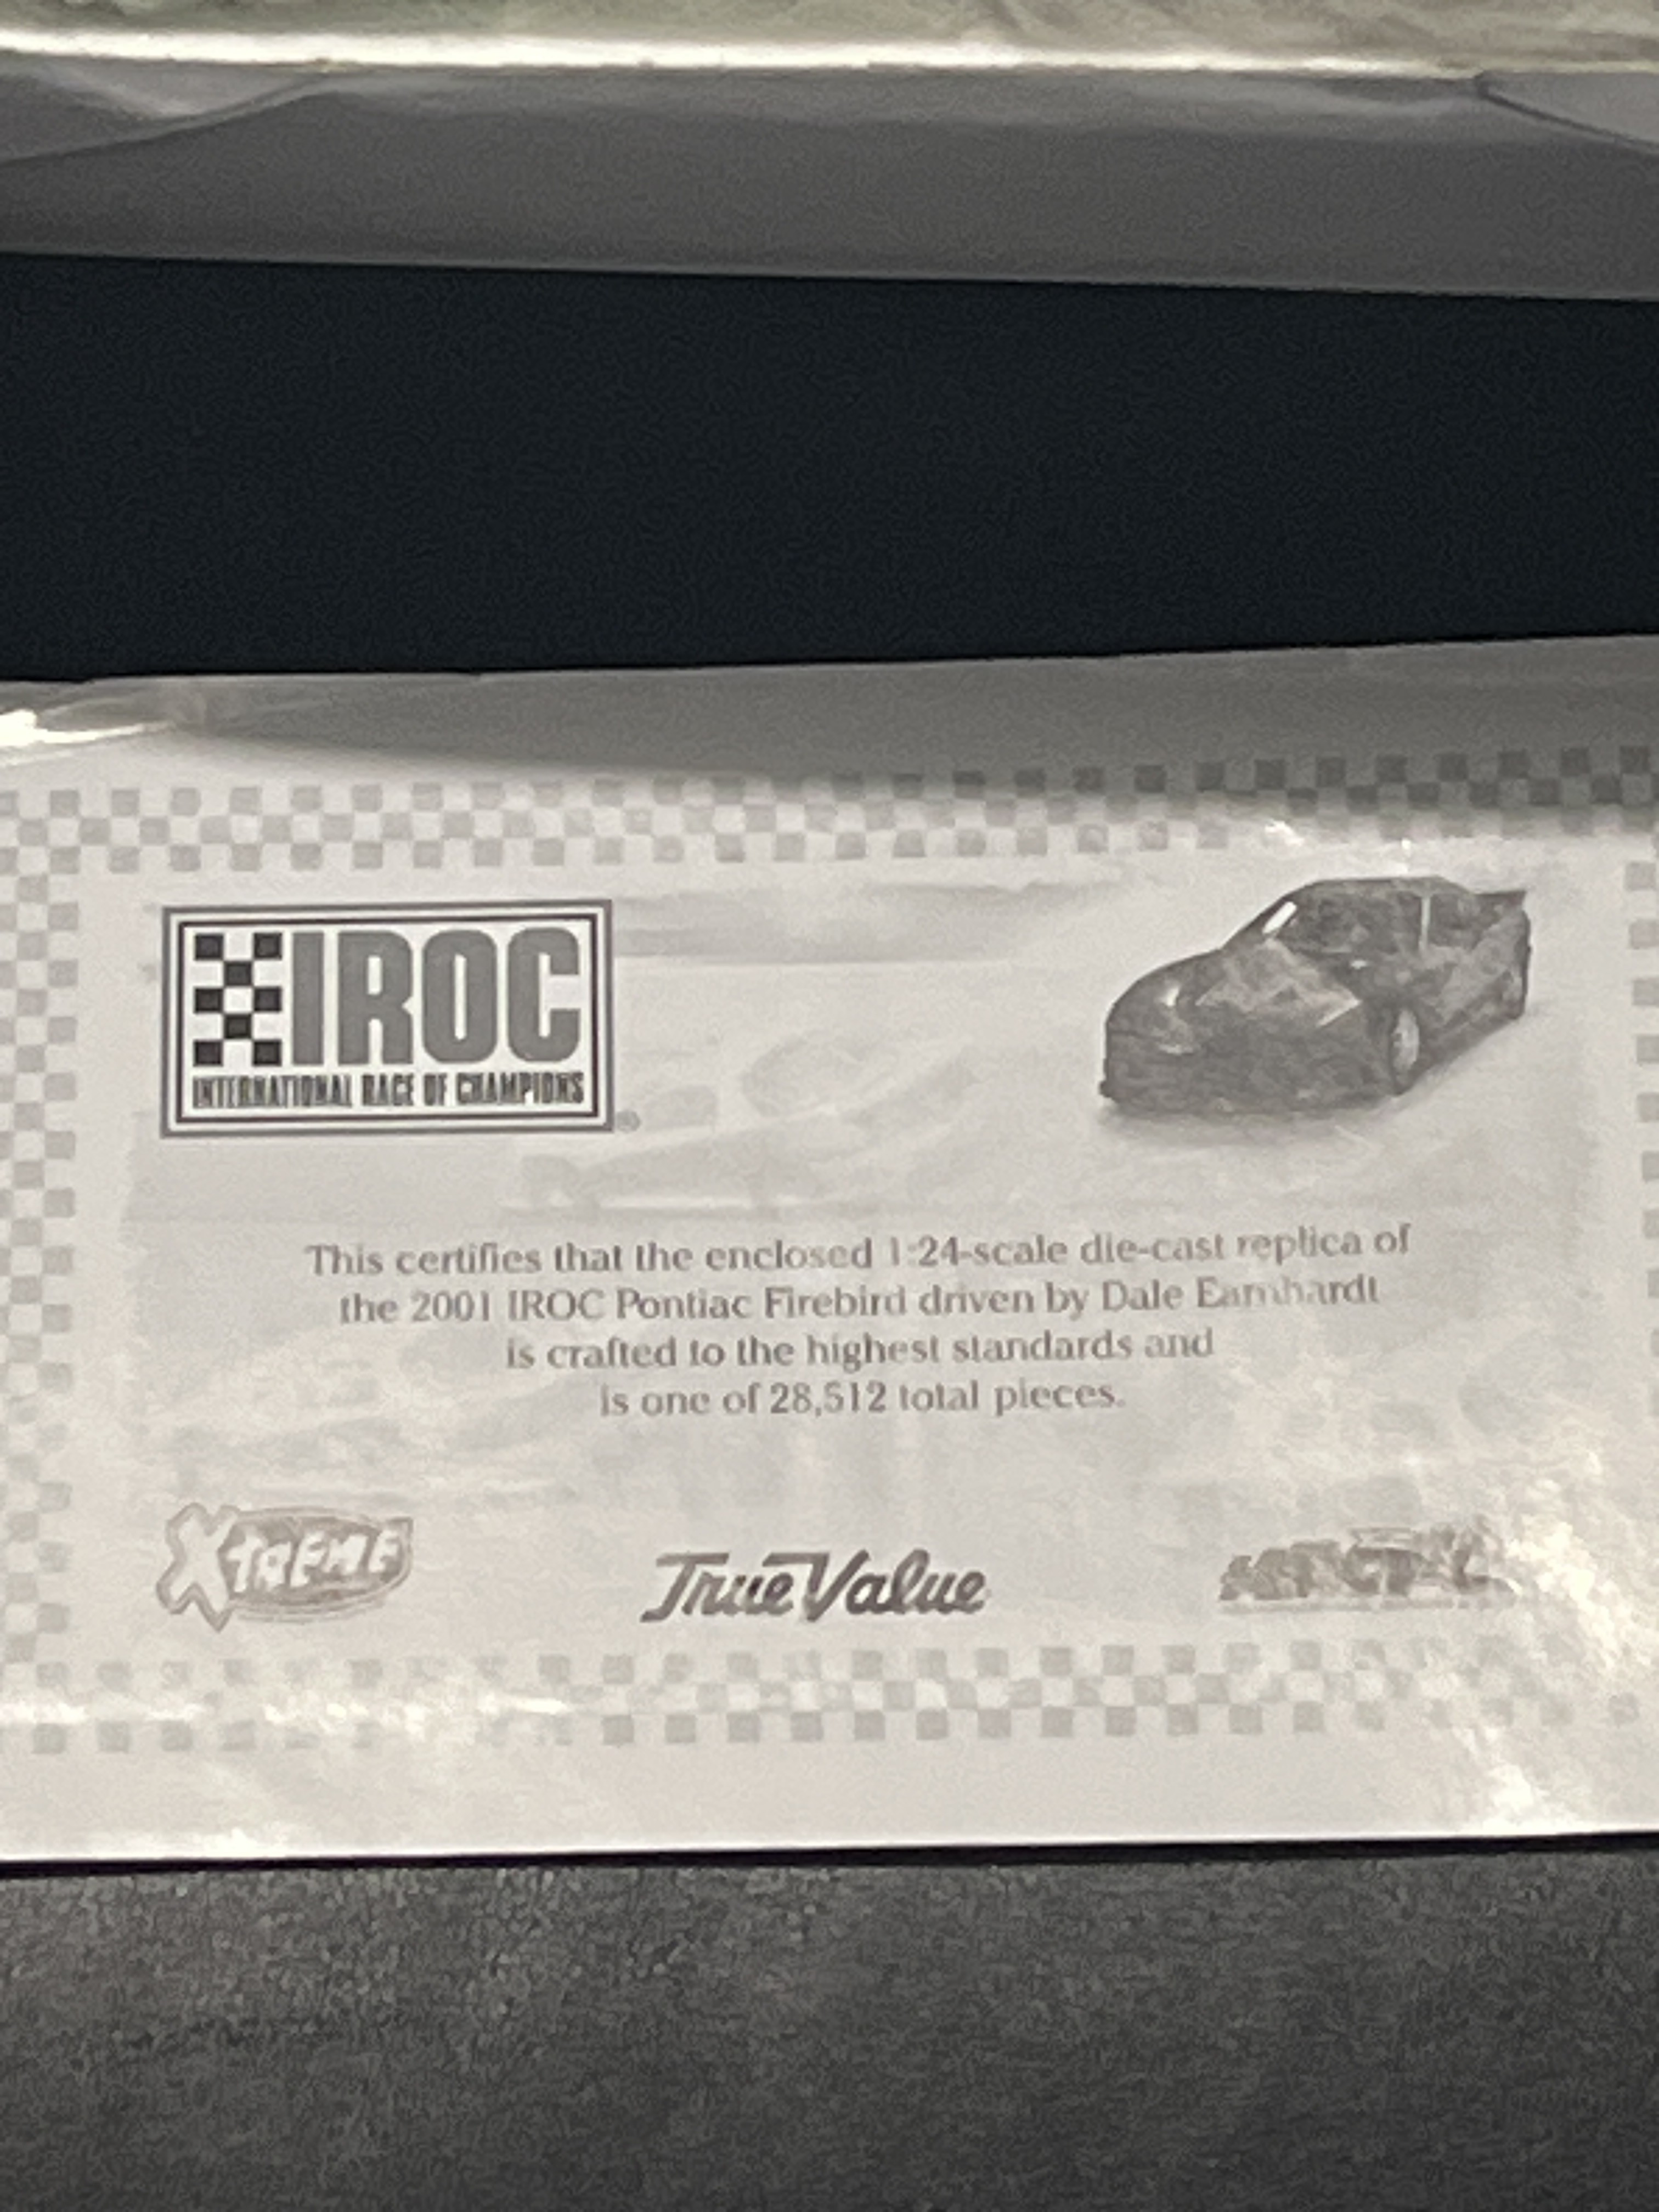 IROC
INTERNATIONAL RACE OF CHAMPIONS
This certifies that the enclosed 1:24-scale die-cast replica of
the 2001 IROC Pontiac Firebird driven by Dale Earnhardt
is crafted to the highest standards and
is one of 28,512 total pieces.
XTREME
True Value